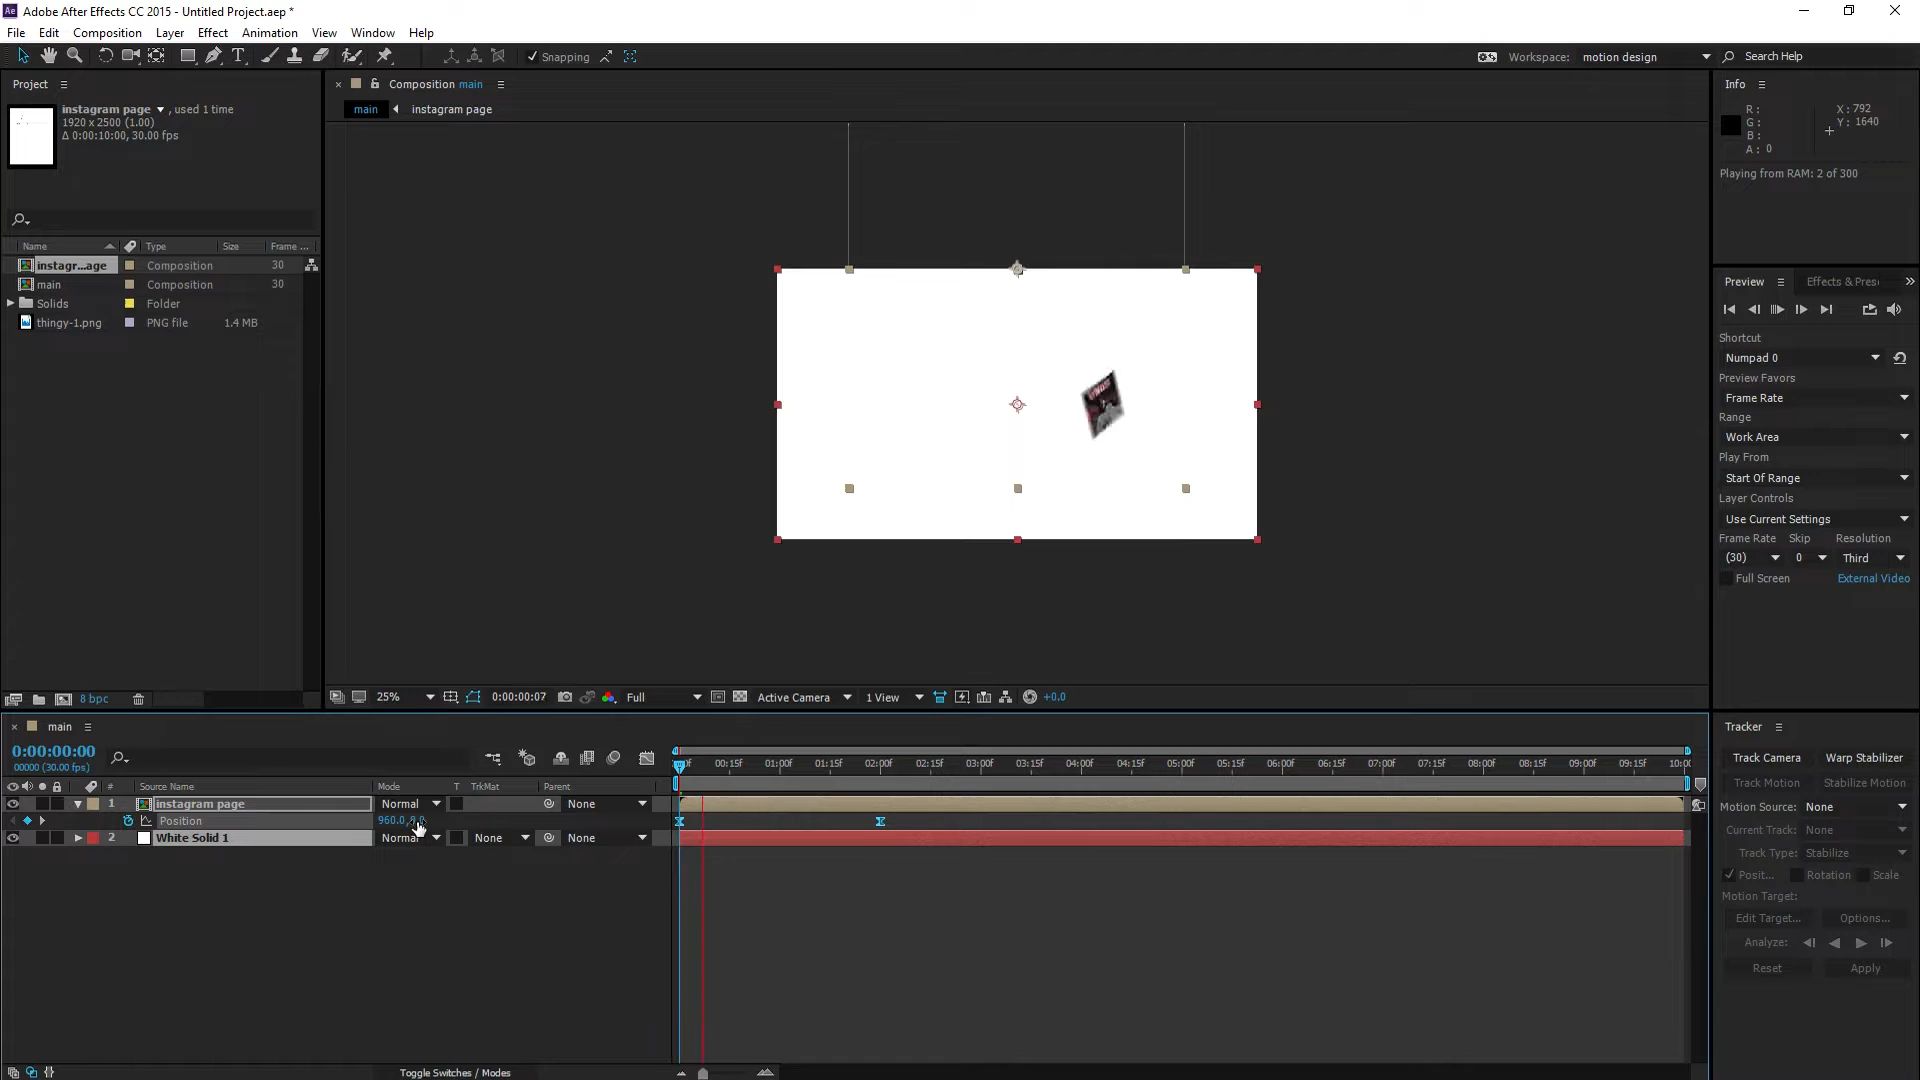 Adobe After Effects CC 2015 - Untitled Project.aep *
File Edit Composition Layer Effect Animation View Window Help
Snapping
Workspace: motion design
Search Help
Project
instagram page , used 1 time
1920 x 2500 (1.00)
Δ 0:00:10:00, 30.00 fps
Name Type Size Frame ...
instagr...age Composition 30
main Composition 30
Solids Folder
thingy-1.png PNG file 1.4 MB
8 bpc
Composition main
main instagram page
25% 0:00:00:07 Full Active Camera 1 View +0.0
Info
R :
G :
B :
A : 0
X : 792
Y : 1640
Playing from RAM: 2 of 300
Preview Effects & Pres
Shortcut
Numpad 0
Preview Favors
Frame Rate
Range
Work Area
Play From
Start Of Range
Layer Controls
Use Current Settings
Frame Rate Skip Resolution
(30) 0 Third
Full Screen External Video
main
0:00:00:00
00000 (30.00 fps)
# Source Name Mode T TrkMat Parent
00:15f 01:00f 01:15f 02:00f 02:15f 03:00f 03:15f 04:00f 04:15f 05:00f 05:15f 06:00f 06:15f 07:00f 07:15f 08:00f 08:15f 09:00f 09:15f 10:00
1 instagram page Normal None
Position 960.0
2 White Solid 1 Normal None None
Toggle Switches / Modes
Tracker
Track Camera Warp Stabilizer
Track Motion Stabilize Motion
Motion Source: None
Current Track: None
Track Type: Stabilize
Posit... Rotation Scale
Motion Target:
Edit Target... Options...
Analyze:
Reset Apply